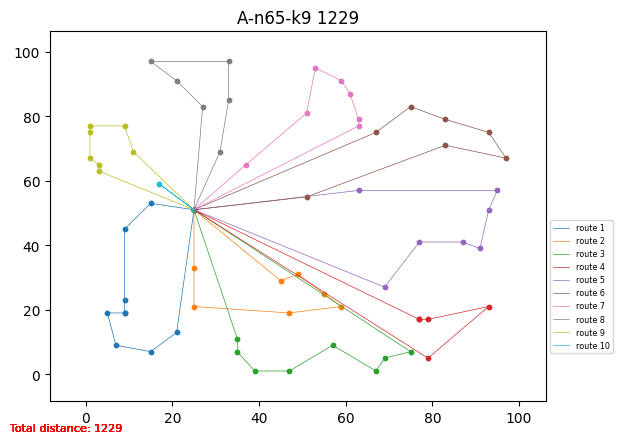 A-n65-k9 1229
100
80
60
40
20
0
0 20 40 60 80 100
route 1
route 2
route 3
route 4
route 5
route 6
route 7
route 8
route 9
route 10
Total distance: 1229